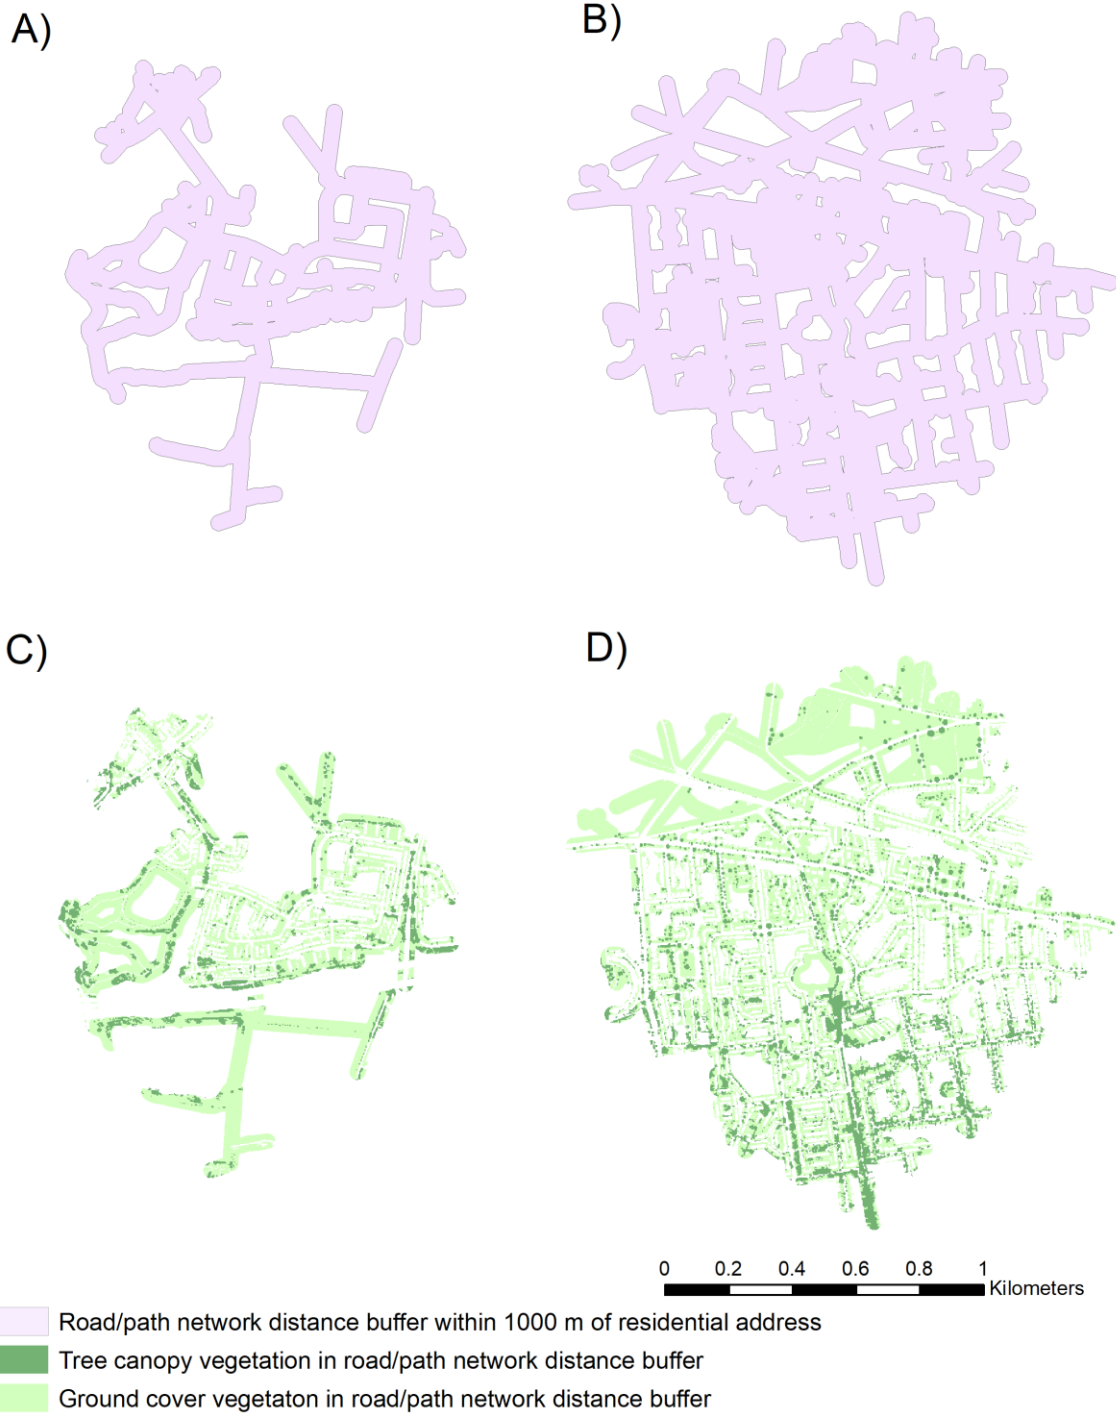 A)
B)
C)
D)
0 0.2 0.4 0.6 0.8 1
Kilometers
Road/path network distance buffer within 1000 m of residential address
Tree canopy vegetation in road/path network distance buffer
Ground cover vegetaton in road/path network distance buffer